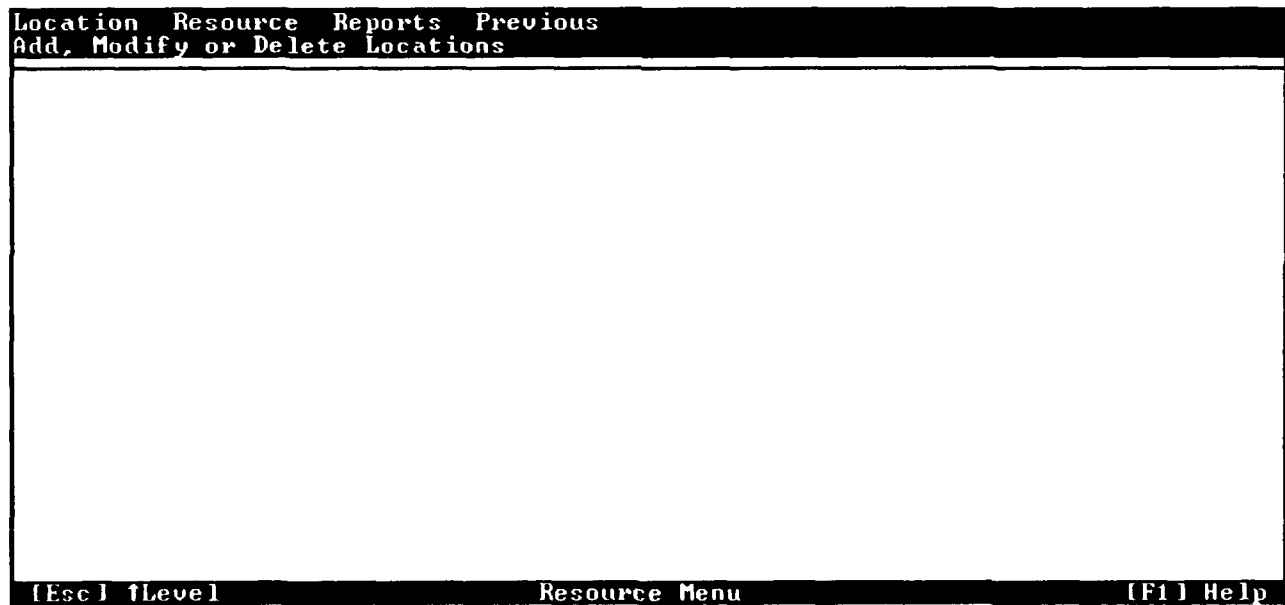 Location Resource Reports Previous
Add, Modify or Delete Locations
[Esc] ↑Level Resource Menu [F1] Help